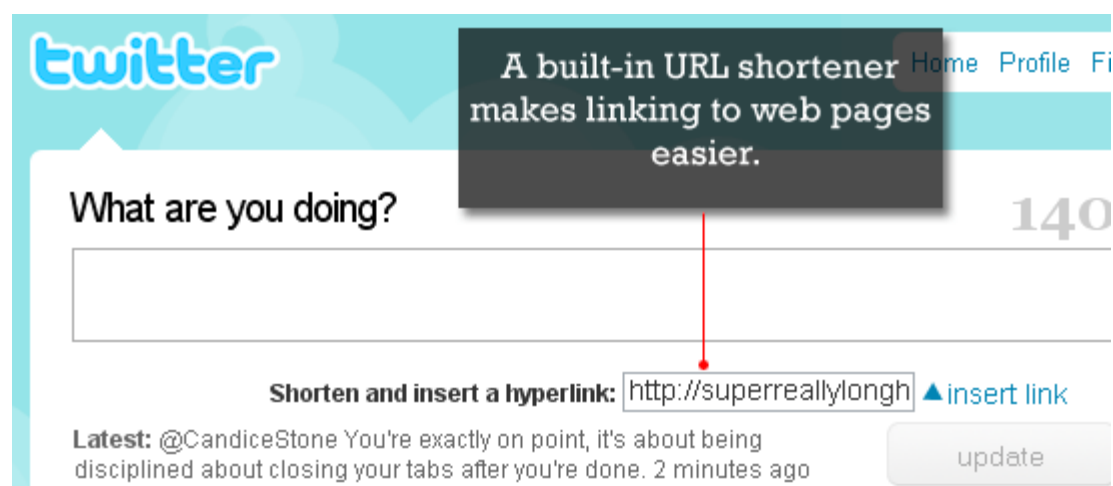 twitter
A built-in URL shortener
makes linking to web pages
easier.
Home Profile Fi
What are you doing?
140
Shorten and insert a hyperlink: http://superreallylongh insert link
Latest: @CandiceStone You're exactly on point, it's about being
disciplined about closing your tabs after you're done. 2 minutes ago
update